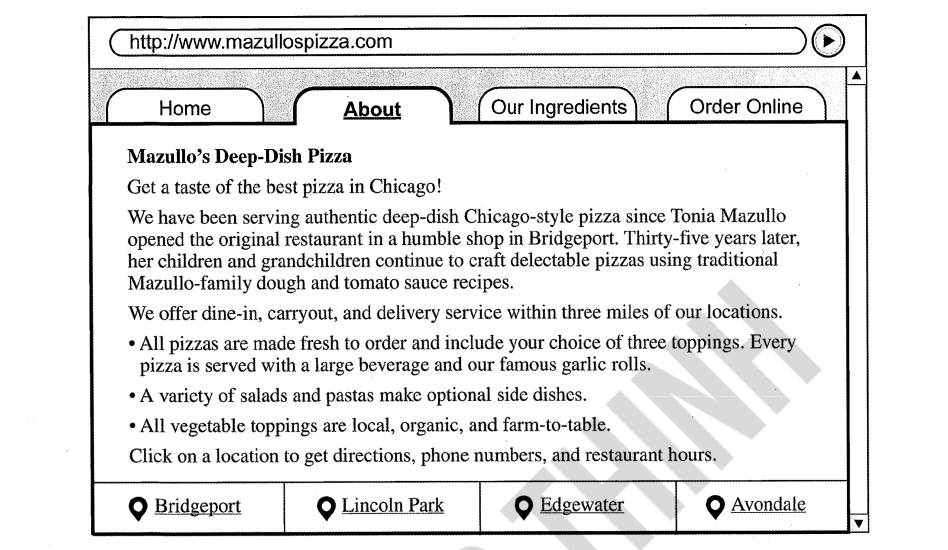 http://www.mazullospizza.com
Home
About
Our Ingredients
Order Online
Mazullo's Deep-Dish Pizza
Get a taste of the best pizza in Chicago!
We have been serving authentic deep-dish Chicago-style pizza since Tonia Mazullo
opened the original restaurant in a humble shop in Bridgeport. Thirty-five years later,
her children and grandchildren continue to craft delectable pizzas using traditional
Mazullo-family dough and tomato sauce recipes.
We offer dine-in, carryout, and delivery service within three miles of our locations.
• All pizzas are made fresh to order and include your choice of three toppings. Every
pizza is served with a large beverage and our famous garlic rolls.
• A variety of salads and pastas make optional side dishes.
• All vegetable toppings are local, organic, and farm-to-table.
Click on a location to get directions, phone numbers, and restaurant hours.
Bridgeport
Lincoln Park
Edgewater
Avondale
THINH